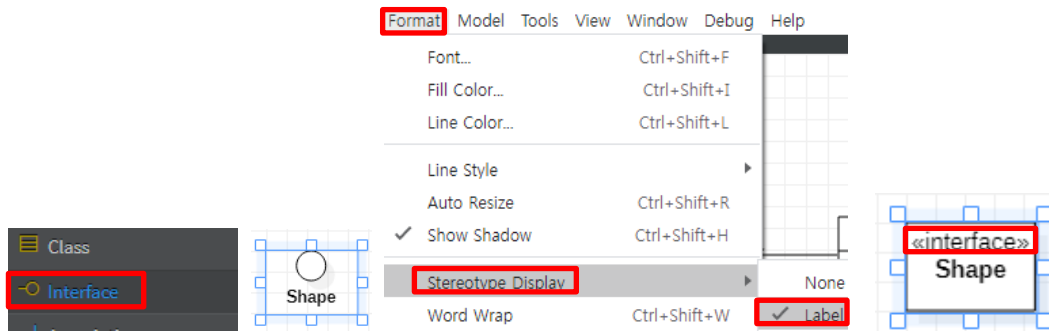 Class
Interface
Shape
Format Model Tools View Window Debug Help
Font... Ctrl+Shift+F
Fill Color... Ctrl+Shift+I
Line Color... Ctrl+Shift+L
Line Style
Auto Resize Ctrl+Shift+R
✓ Show Shadow Ctrl+Shift+H
Stereotype Display
Word Wrap Ctrl+Shift+W
None
✓ Label
«interface»
Shape